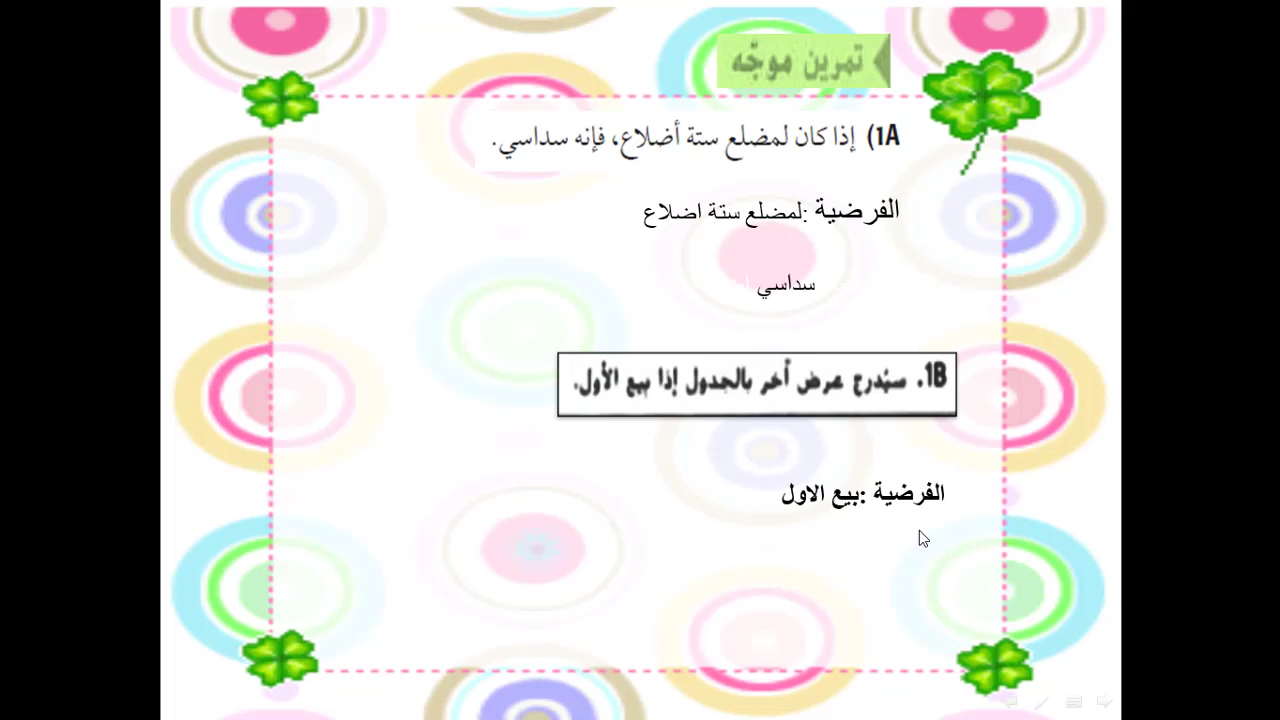 تمرين موجّه
1A) إذا كان لمضلع ستة أضلاع، فإنه سداسي.
الفرضية :لمضلع ستة اضلاع
سداسي
1B. سيُدرج عرض أخر بالجدول إذا بيع الأول.
الفرضية :بيع الاول